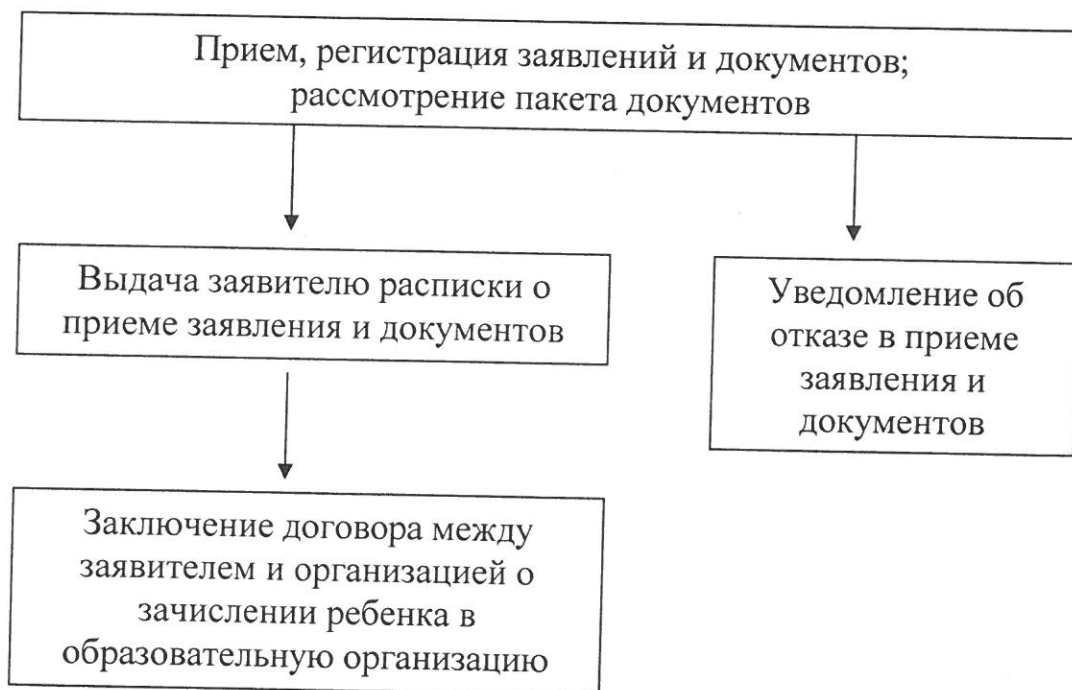 Прием, регистрация заявлений и документов;
рассмотрение пакета документов
Выдача заявителю расписки о
приеме заявления и документов
Уведомление об
отказе в приеме
заявления и
документов
Заключение договора между
заявителем и организацией о
зачислении ребенка в
образовательную организацию